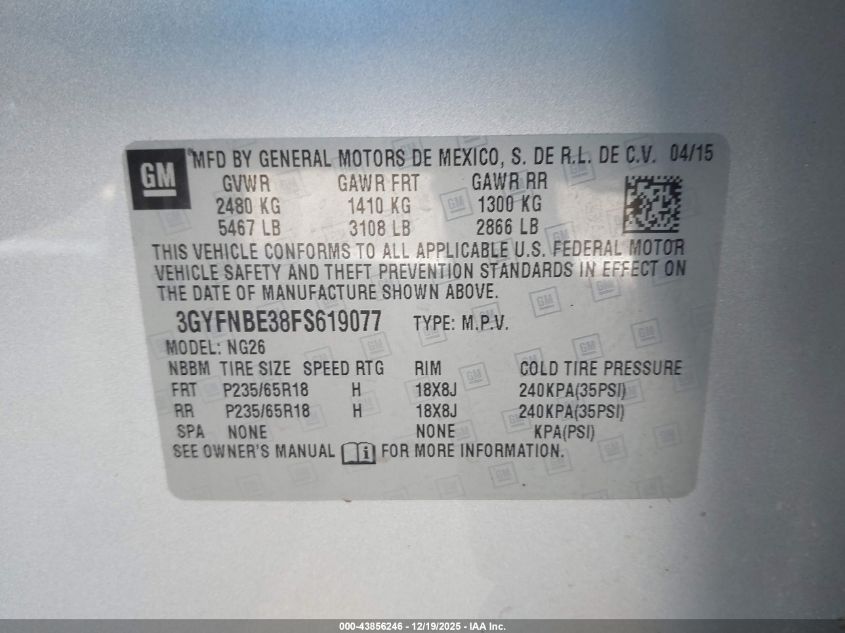 GM
®MFD BY GENERAL MOTORS DE MEXICO, S. DE R.L. DE C.V. 04/15
GVWR GAWR FRT GAWR RR
2480 KG 1410 KG 1300 KG
5467 LB 3108 LB 2866 LB
THIS VEHICLE CONFORMS TO ALL APPLICABLE U.S. FEDERAL MOTOR
VEHICLE SAFETY AND THEFT PREVENTION STANDARDS IN EFFECT ON
THE DATE OF MANUFACTURE SHOWN ABOVE.
3GYFNBE38FS619077 TYPE: M.P.V.
MODEL: NG26
NBBM TIRE SIZE SPEED RTG RIM COLD TIRE PRESSURE
FRT P235/65R18 H 18X8J 240KPA(35PSI)
RR P235/65R18 H 18X8J 240KPA(35PSI)
SPA NONE NONE KPA(PSI)
SEE OWNER'S MANUAL i FOR MORE INFORMATION.
000-43856246 - 12/19/2025 - IAA Inc.